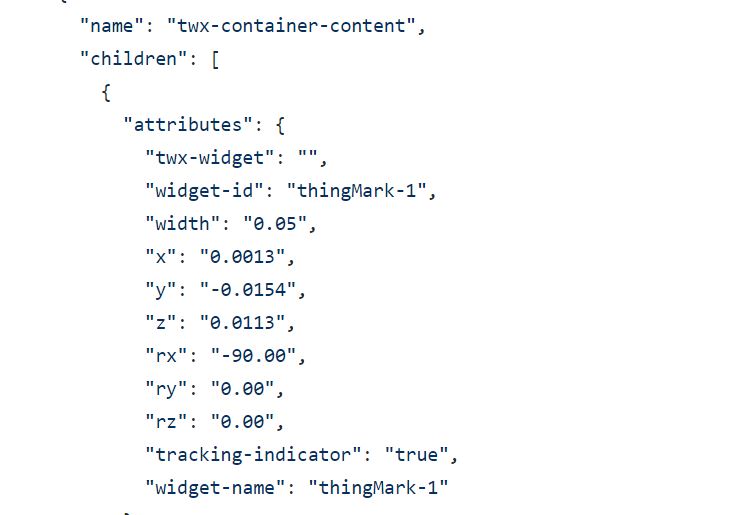 "name": "twx-container-content",
"children": [
{
"attributes": {
"twx-widget": "",
"widget-id": "thingMark-1",
"width": "0.05",
"x": "0.0013",
"y": "-0.0154",
"z": "0.0113",
"rx": "-90.00",
"ry": "0.00",
"rz": "0.00",
"tracking-indicator": "true",
"widget-name": "thingMark-1"